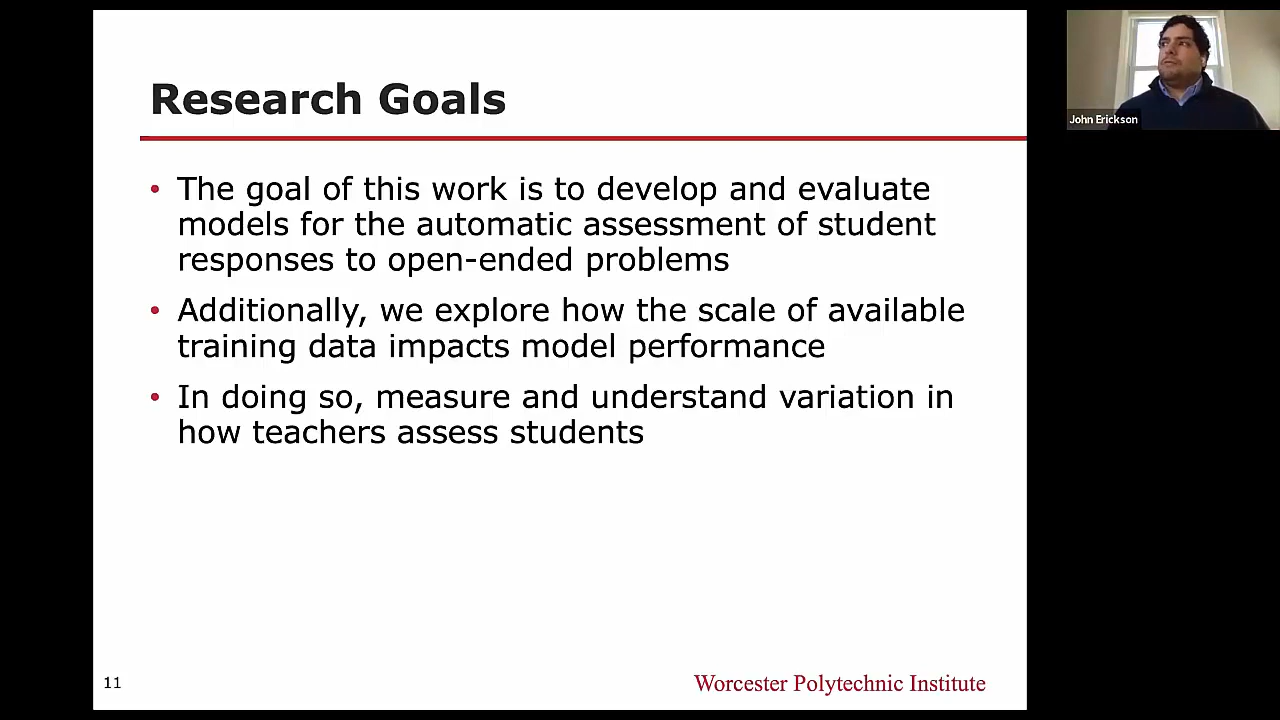 Research Goals
• The goal of this work is to develop and evaluate
models for the automatic assessment of student
responses to open-ended problems
• Additionally, we explore how the scale of available
training data impacts model performance
• In doing so, measure and understand variation in
how teachers assess students
11
Worcester Polytechnic Institute
John Erickson